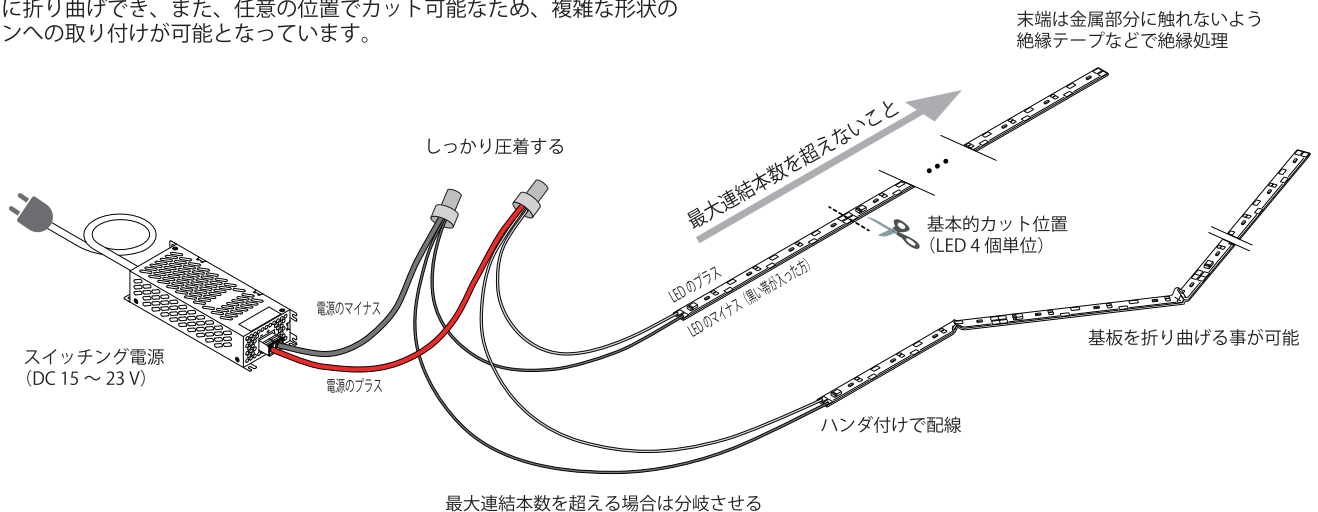 に折り曲げでき、また、任意の位置でカット可能なため、複雑な形状の
ンへの取り付けが可能となっています。
末端は金属部分に触れないよう
絶縁テープなどで絶縁処理
しっかり圧着する
最大連結本数を超えないこと
基本的カット位置
（LED 4 個単位）
LED のプラス
LED のマイナス（黒い帯が入った方）
電源のマイナス
スイッチング電源
（DC 15 ～ 23 V）
電源のプラス
基板を折り曲げる事が可能
ハンダ付けで配線
最大連結本数を超える場合は分岐させる